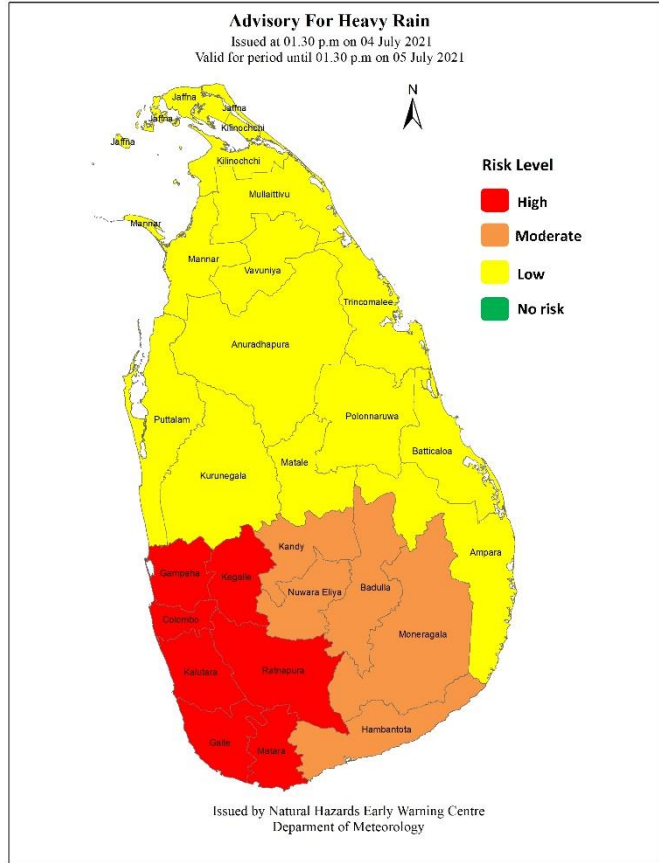 Advisory For Heavy Rain
Issued at 01.30 p.m on 04 July 2021
Valid for period until 01.30 p.m on 05 July 2021
N
Risk Level
High
Moderate
Low
No risk
Jaffna
Jaffna
Jaffna
Kilinochchi
Jaffna
Kilinochchi
Mullaittivu
Mannar
Mannar
Vavuniya
Trincomalee
Anuradhapura
Polonnaruwa
Puttalam
Batticaloa
Matale
Kurunegala
Ampara
Kandy
Gampaha
Kegalle
Badulla
Nuwara Eliya
Colombo
Moneragala
Kalutara
Ratnapura
Hambantota
Galle
Matara
Issued by Natural Hazards Early Warning Centre
Deparment of Meteorology